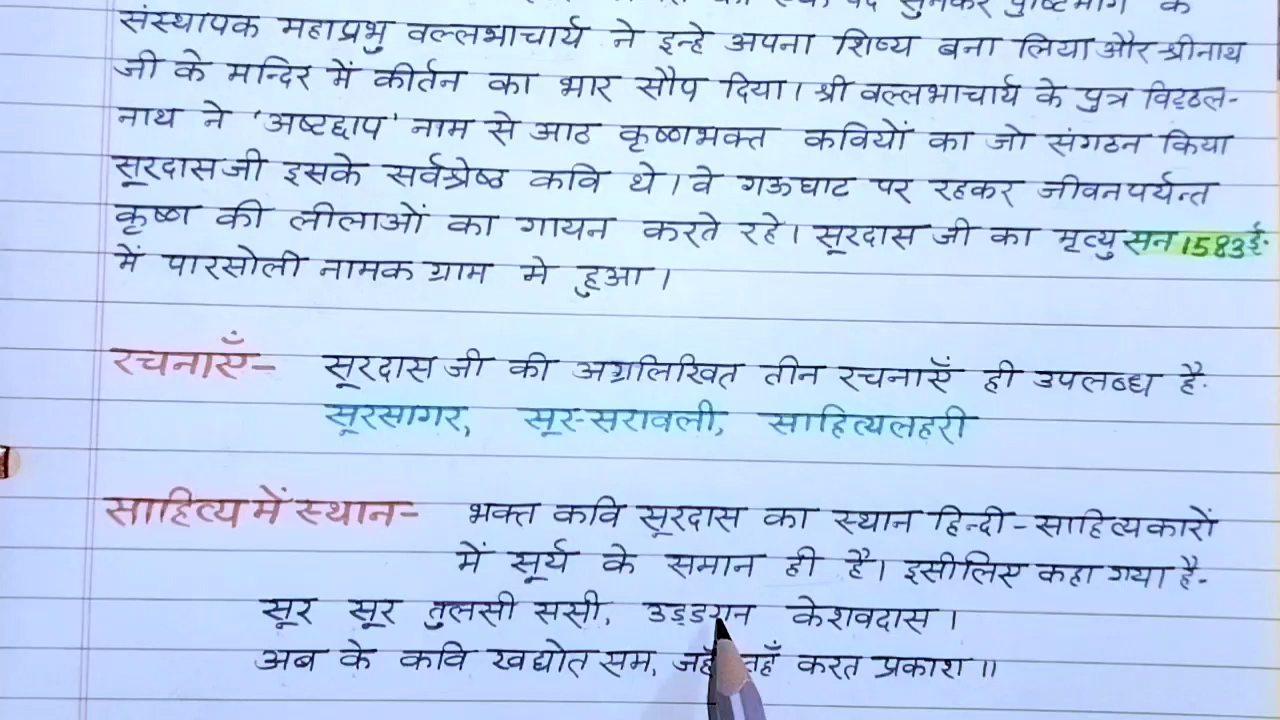 सुनकर पुष्टिमार्ग के
संस्थापक महाप्रभु वल्लभाचार्य ने इन्हे अपना शिष्य बना लिया और श्रीनाथ
जी के मन्दिर में कीर्तन का भार सौप दिया। श्री वल्लभाचार्य के पुत्र विट्ठल-
नाथ ने 'अष्टछाप' नाम से आठ कृष्णभक्त कवियों का जो संगठन किया
सूरदास जी इसके सर्वश्रेष्ठ कवि थे। वे गऊघाट पर रहकर जीवनपर्यन्त
कृष्ण की लीलाओं का गायन करते रहे। सूरदास जी का मृत्यु सन 1583 ई.
में पारसोली नामक ग्राम मे हुआ।
रचनाएँ- सूरदास जी की अग्रलिखित तीन रचनाएँ ही उपलब्ध है.
सूरसागर, सूर-सरावली, साहित्यलहरी
साहित्य में स्थान- भक्त कवि सूरदास का स्थान हिन्दी-साहित्यकारों
में सूर्य के समान ही है। इसीलिए कहा गया है-
सूर सूर तुलसी ससी, उड्डगन केशवदास।
अब के कवि खद्योत सम, जहँ तहँ करत प्रकाश॥